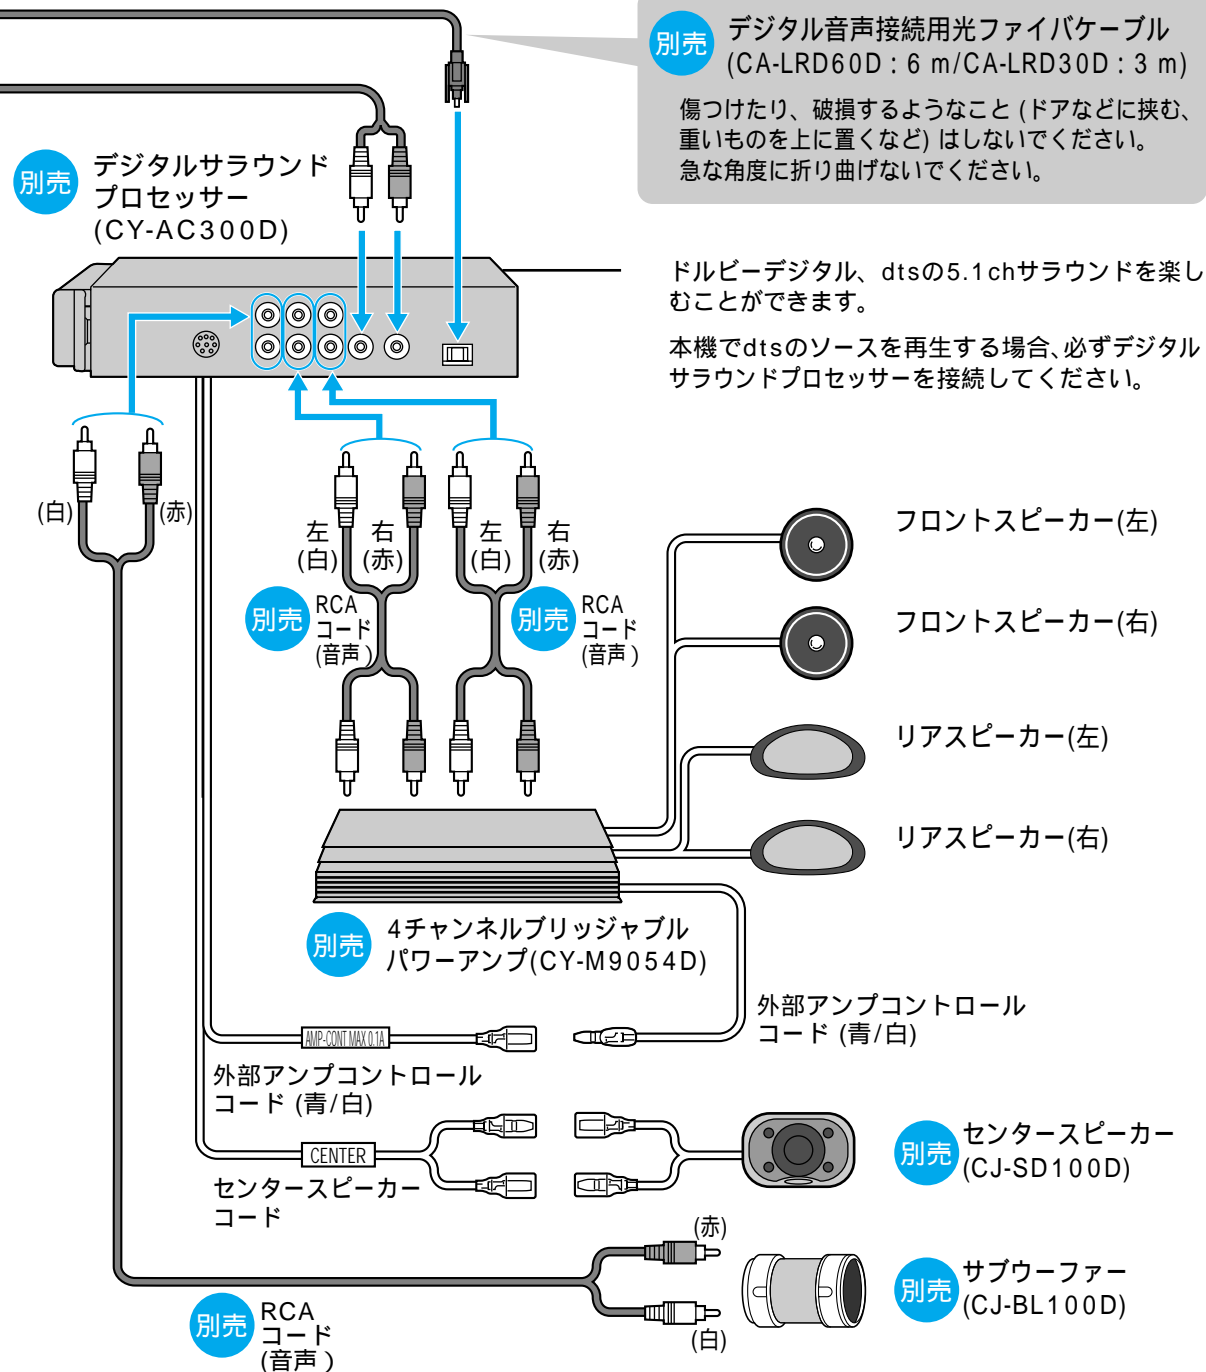 別売
デジタル音声接続用光ファイバケーブル
(CA-LRD60D : 6 m/CA-LRD30D : 3 m)
傷つけたり、破損するようなこと (ドアなどに挟む、
重いものを上に置くなど) はしないでください。
急な角度に折り曲げないでください。
別売
デジタルサラウンド
プロセッサー
(CY-AC300D)
ドルビーデジタル、dtsの5.1chサラウンドを楽し
むことができます。
本機でdtsのソースを再生する場合、必ずデジタル
サラウンドプロセッサーを接続してください。
(白)
(赤)
左
(白)
右
(赤)
左
(白)
右
(赤)
別売
RCA
コード
(音声)
別売
RCA
コード
(音声)
フロントスピーカー(左)
フロントスピーカー(右)
リアスピーカー(左)
リアスピーカー(右)
別売
4チャンネルブリッジャブル
パワーアンプ(CY-M9054D)
外部アンプコントロール
コード (青/白)
AMP-CONT MAX 0.1A
外部アンプコントロール
コード (青/白)
CENTER
センタースピーカー
コード
別売
センタースピーカー
(CJ-SD100D)
(赤)
(白)
別売
サブウーファー
(CJ-BL100D)
別売
RCA
コード
(音声)